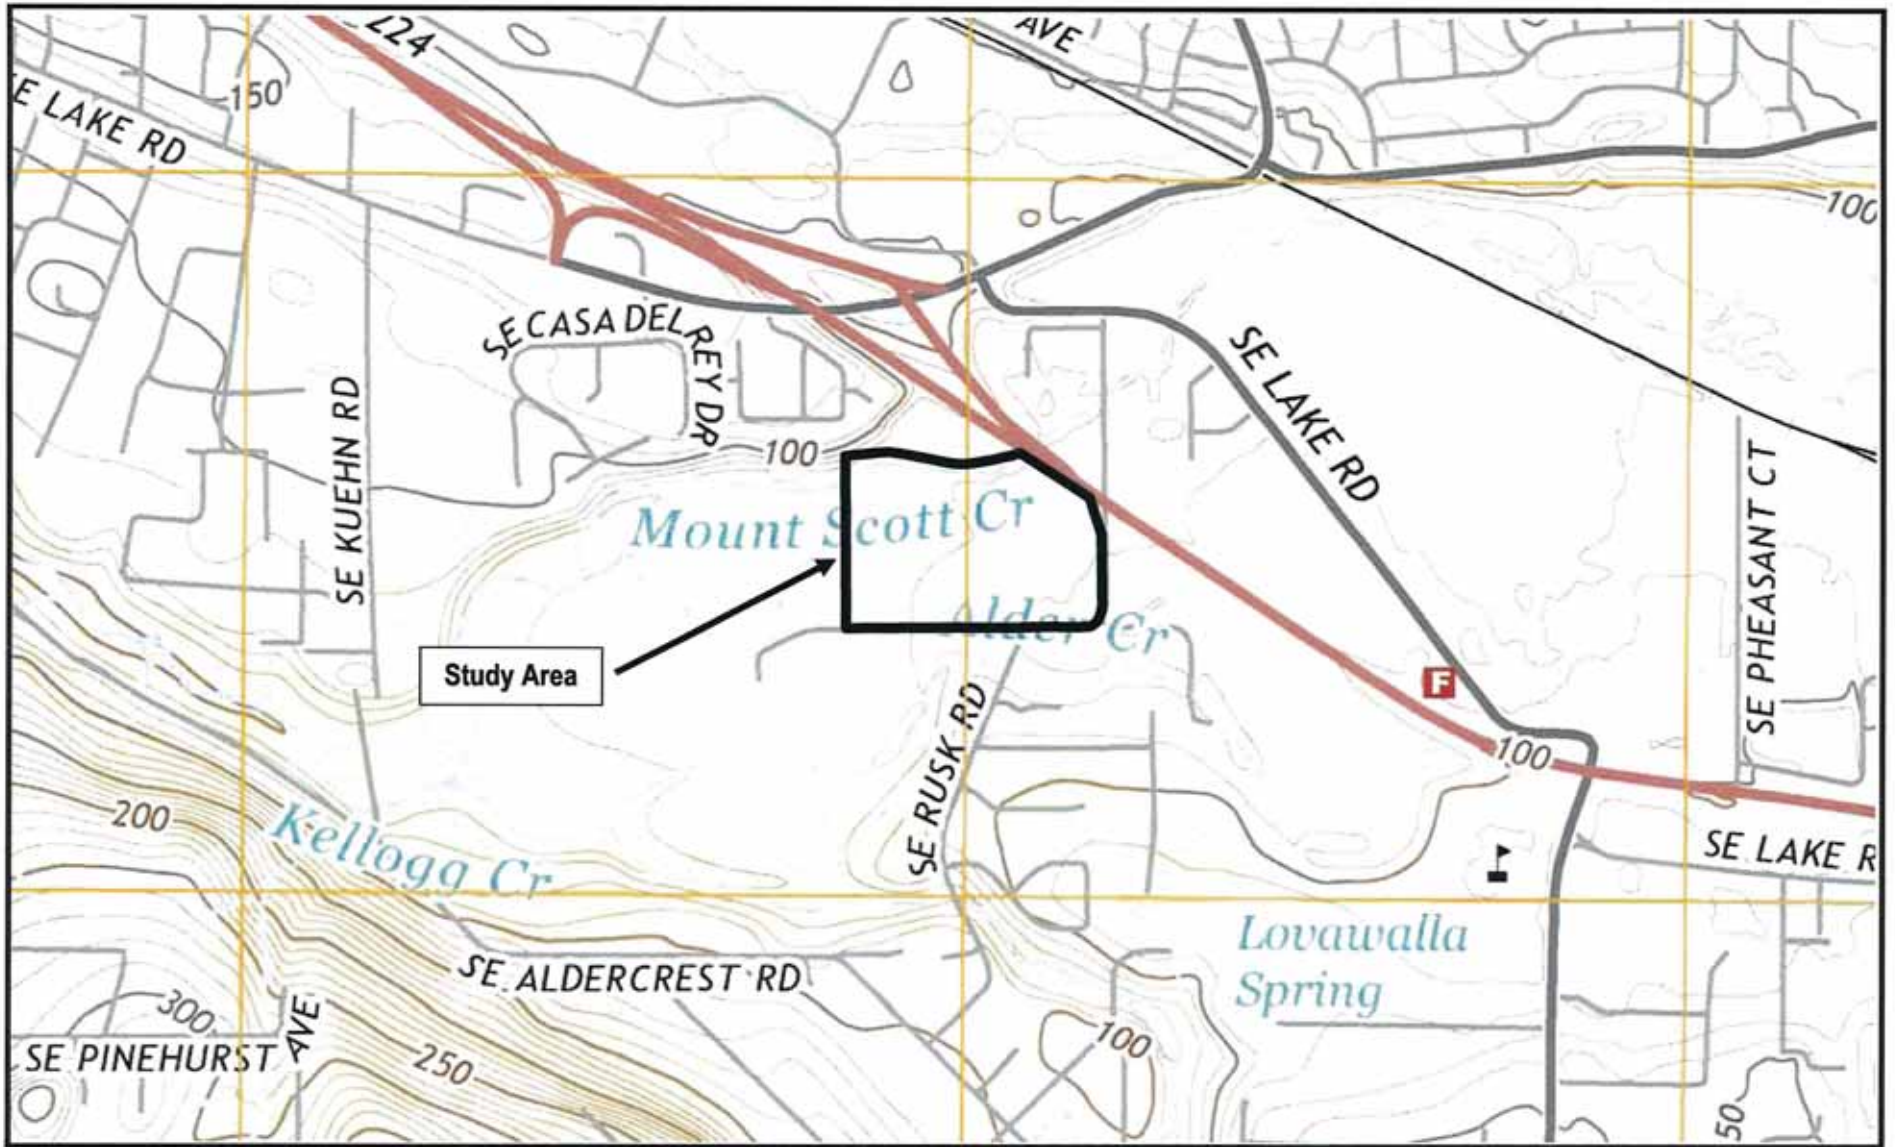 224
AVE
150
E LAKE RD
100
SE CASA DEL REY DR
SE LAKE RD
SE KUEHN RD
100
Mount Scott Cr
SE PHEASANT CT
Alder Cr
Study Area
F
SE RUSK RD
100
200
Kellogg Cr
SE LAKE R
Lovawalla
Spring
SE ALDERCREST RD
300
AVE
SE PINEHURST
250
100
50